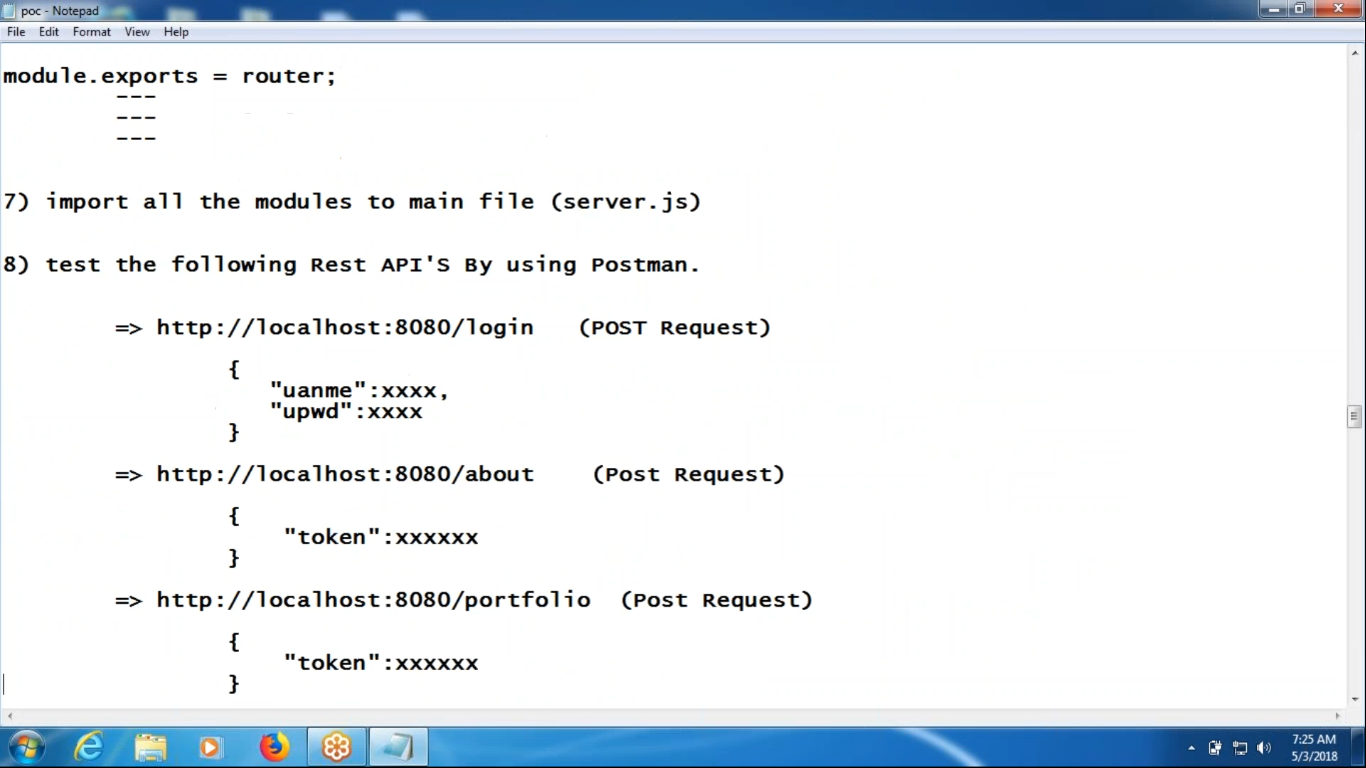 poc - Notepad
File Edit Format View Help
module.exports = router;
---
---
---
7) import all the modules to main file (server.js)
8) test the following Rest API'S By using Postman.
=> http://localhost:8080/login (POST Request)
{
"uanme":xxxx,
"upwd":xxxx
}
=> http://localhost:8080/about (Post Request)
{
"token":xxxxxx
}
=> http://localhost:8080/portfolio (Post Request)
{
"token":xxxxxx
}
7:25 AM
5/3/2018